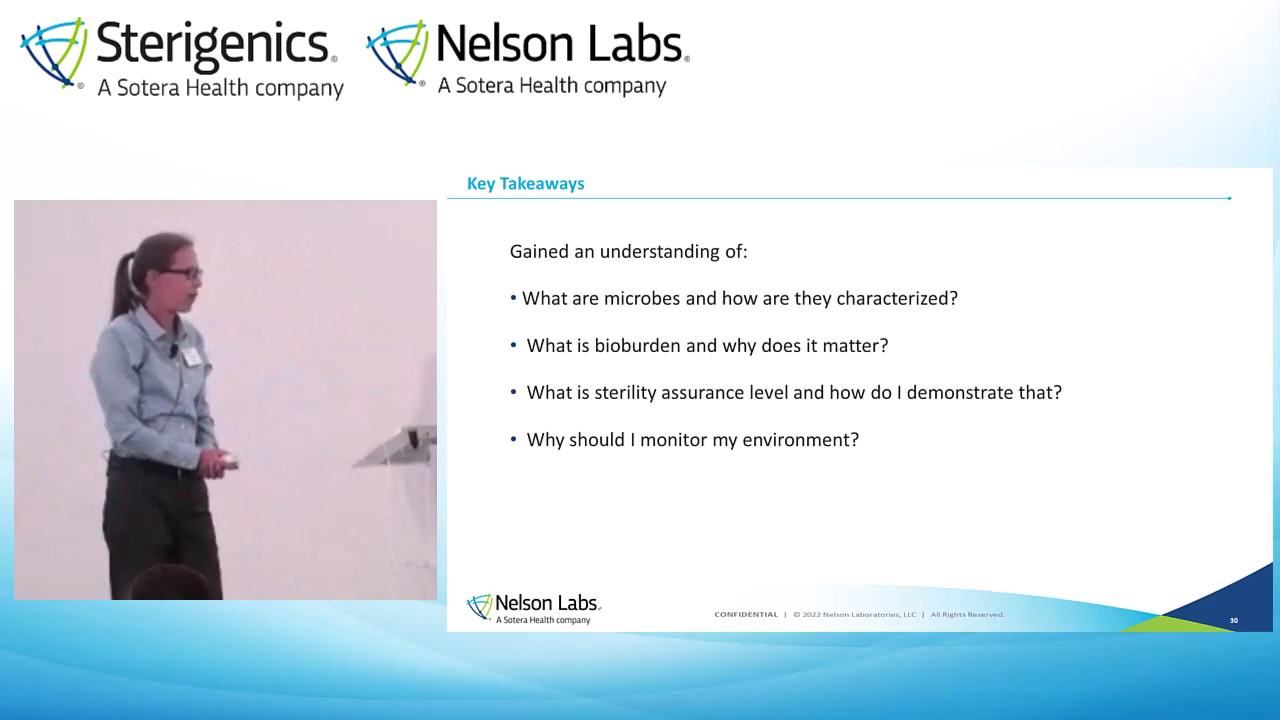 Sterigenics®
A Sotera Health company
Nelson Labs®
A Sotera Health company
Key Takeaways
Gained an understanding of:
• What are microbes and how are they characterized?
• What is bioburden and why does it matter?
• What is sterility assurance level and how do I demonstrate that?
• Why should I monitor my environment?
Nelson Labs®
A Sotera Health company
CONFIDENTIAL | © 2022 Nelson Laboratories, LLC | All Rights Reserved.
30